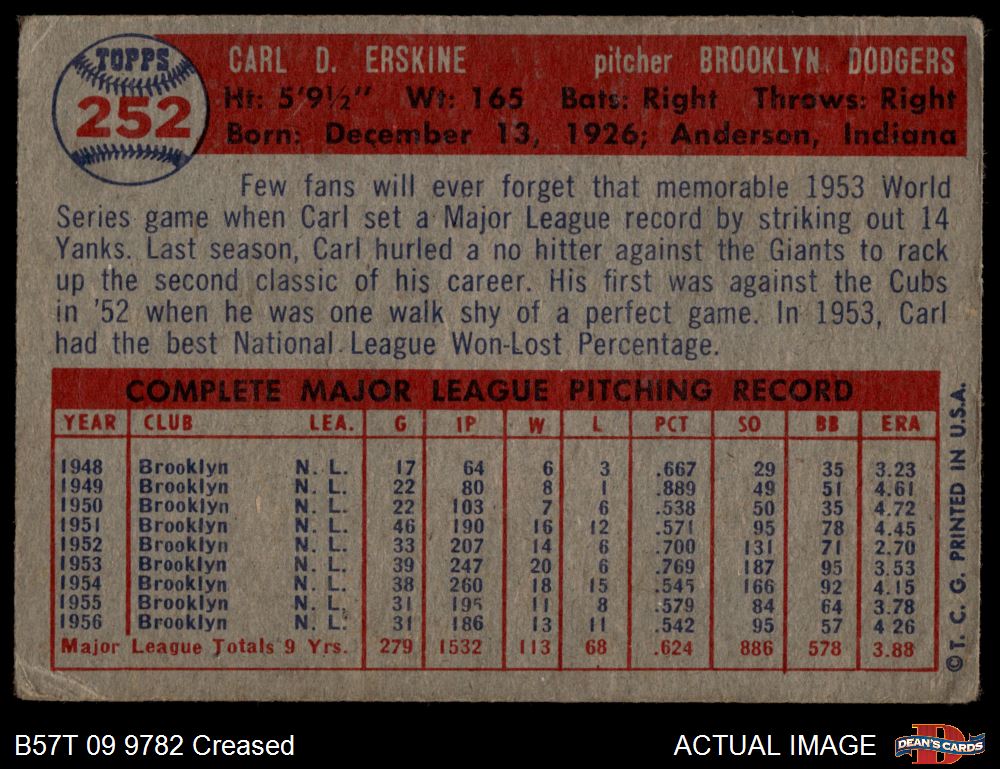 TOPPS
252
CARL D. ERSKINE pitcher BROOKLYN DODGERS
Ht: 5'9½" Wt: 165 Bats: Right Throws: Right
Born: December 13, 1926; Anderson, Indiana
Few fans will ever forget that memorable 1953 World
Series game when Carl set a Major League record by striking out 14
Yanks. Last season, Carl hurled a no hitter against the Giants to rack
up the second classic of his career. His first was against the Cubs
in '52 when he was one walk shy of a perfect game. In 1953, Carl
had the best National League Won-Lost Percentage.
COMPLETE MAJOR LEAGUE PITCHING RECORD
YEAR CLUB LEA. G IP W L PCT SO BB ERA
1948 Brooklyn N. L. 17 64 6 3 .667 29 35 3.23
1949 Brooklyn N. L. 22 80 8 1 .889 49 51 4.61
1950 Brooklyn N. L. 22 103 7 6 .538 50 35 4.72
1951 Brooklyn N. L. 46 190 16 12 .571 95 78 4.45
1952 Brooklyn N. L. 33 207 14 6 .700 131 71 2.70
1953 Brooklyn N. L. 39 247 20 6 .769 187 95 3.53
1954 Brooklyn N. L. 38 260 18 15 .545 166 92 4.15
1955 Brooklyn N. L. 31 195 11 8 .579 84 64 3.78
1956 Brooklyn N. L. 31 186 13 11 .542 95 57 4 26
Major League Totals 9 Yrs. 279 1532 113 68 .624 886 578 3.88
© T. C. G. PRINTED IN U.S.A.
B57T 09 9782 Creased
ACTUAL IMAGE
DEAN'S CARDS